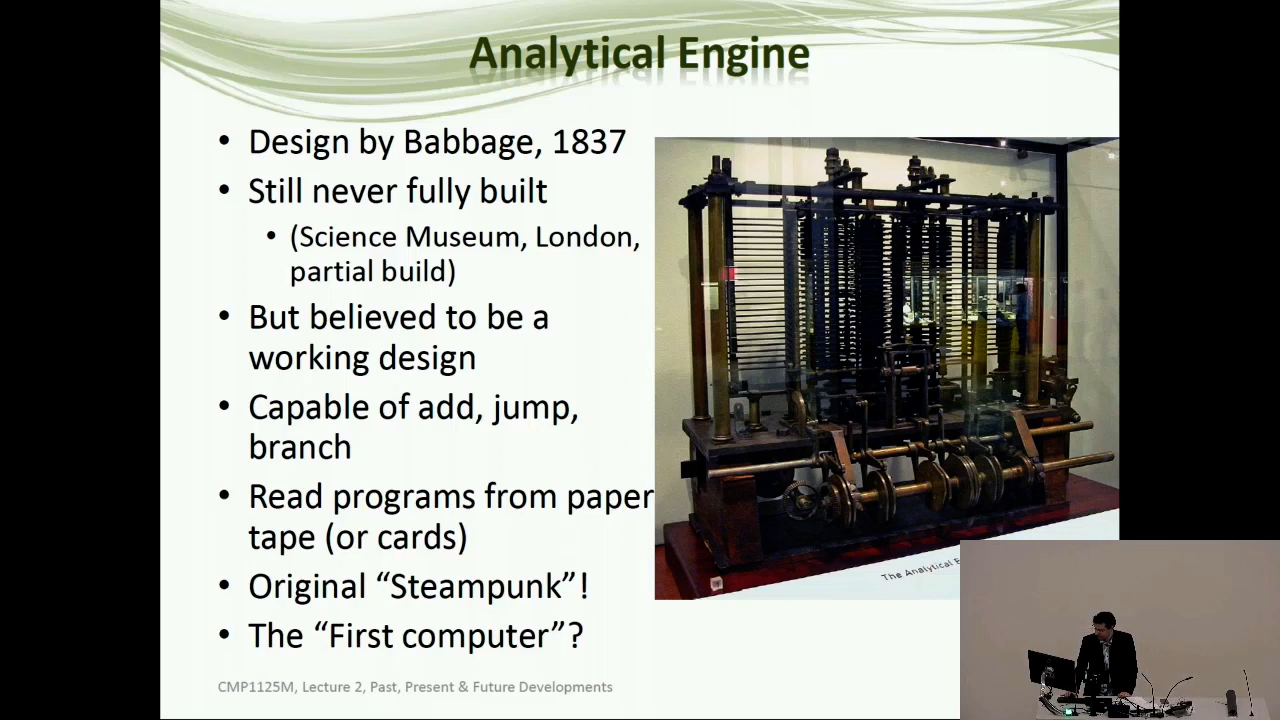 Analytical Engine
• Design by Babbage, 1837
• Still never fully built
• (Science Museum, London,
partial build)
• But believed to be a
working design
• Capable of add, jump,
branch
• Read programs from paper
tape (or cards)
• Original “Steampunk”!
• The “First computer”?
The Analytical
CMP1125M, Lecture 2, Past, Present & Future Developments